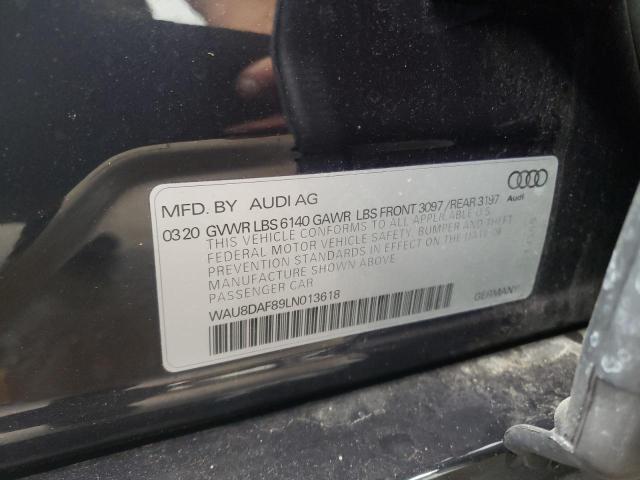 MFD. BY AUDI AG
Audi
0320 GVWR LBS 6140 GAWR LBS FRONT 3097 / REAR 3197
THIS VEHICLE CONFORMS TO ALL APPLICABLE U.S.
FEDERAL MOTOR VEHICLE SAFETY, BUMPER AND THEFT
PREVENTION STANDARDS IN EFFECT ON THE DATE OF
MANUFACTURE SHOWN ABOVE
PASSENGER CAR
WAU8DAF89LN013618
GERMANY